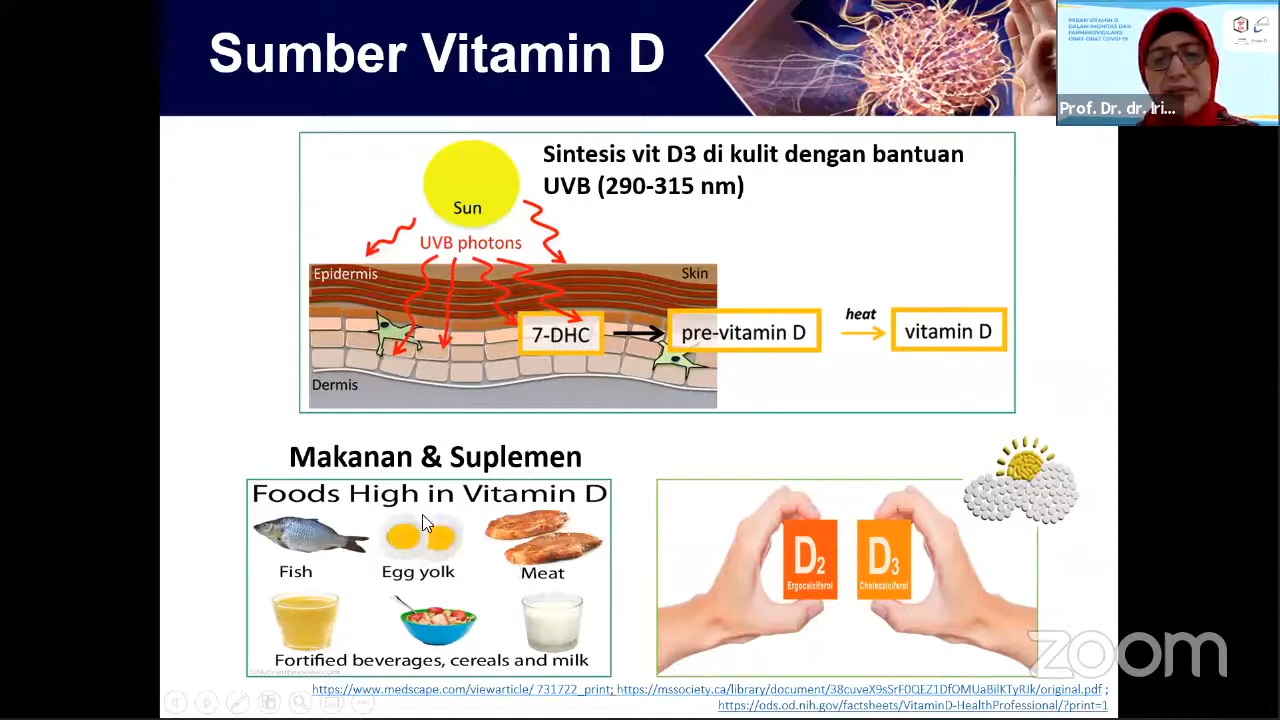 Sumber Vitamin D
PERAN VITAMIN D
DALAM IMUNITAS DAN
FARMAKOVIGILANS
OBAT-OBAT COVID-19
Prof. Dr. dr. Iri...
Sintesis vit D3 di kulit dengan bantuan
UVB (290-315 nm)
Sun
UVB photons
Epidermis
Skin
7-DHC
pre-vitamin D
heat
vitamin D
Dermis
Makanan & Suplemen
Foods High in Vitamin D
Fish
Egg yolk
Meat
Fortified beverages, cereals and milk
D2
Ergocalciferol
D3
Cholecalciferol
zoom
https://www.medscape.com/viewarticle/ 731722_print; https://mssociety.ca/library/document/38cuveX9sSrF0QEZ1DfOMUaBilKTyRJk/original.pdf ;
https://ods.od.nih.gov/factsheets/VitaminD-HealthProfessional/?print=1